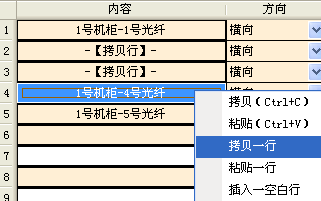 内容 方向
1 1号机柜-1号光纤 横向
2 -【拷贝行】- 横向
3 -【拷贝行】- 横向
4 1号机柜-4号光纤 横向
5 1号机柜-5号光纤
6
7
8
9
拷贝(Ctrl+C)
粘贴(Ctrl+V)
拷贝一行
粘贴一行
插入一空白行